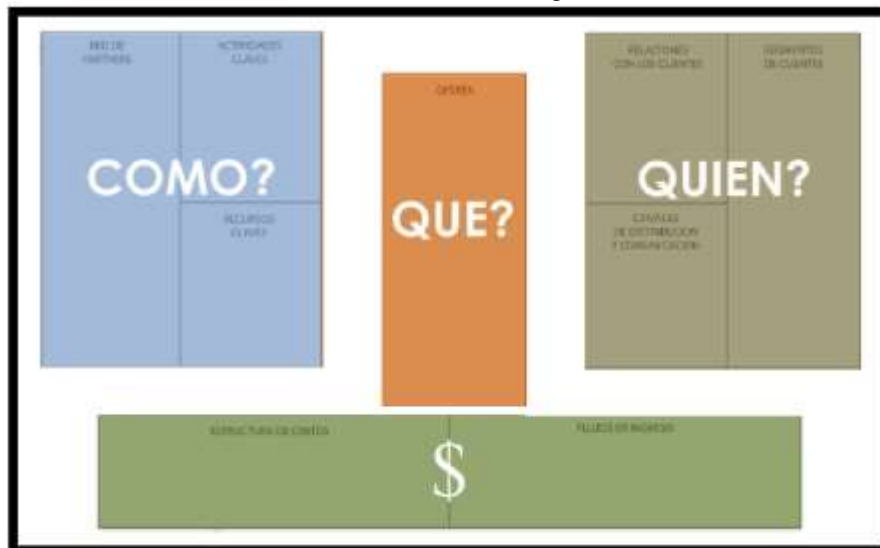 RED DE
PARTNERS
ACTIVIDADES
CLAVES
COMO?
RECURSOS
CLAVES
OFERTA
QUE?
RELACIONES
CON LOS CLIENTES
SEGMENTOS
DE CLIENTES
QUIEN?
CANALES
DE DISTRIBUCION
Y COMUNICACION
ESTRUCTURA DE COSTOS
FLUJOS DE INGRESOS
$